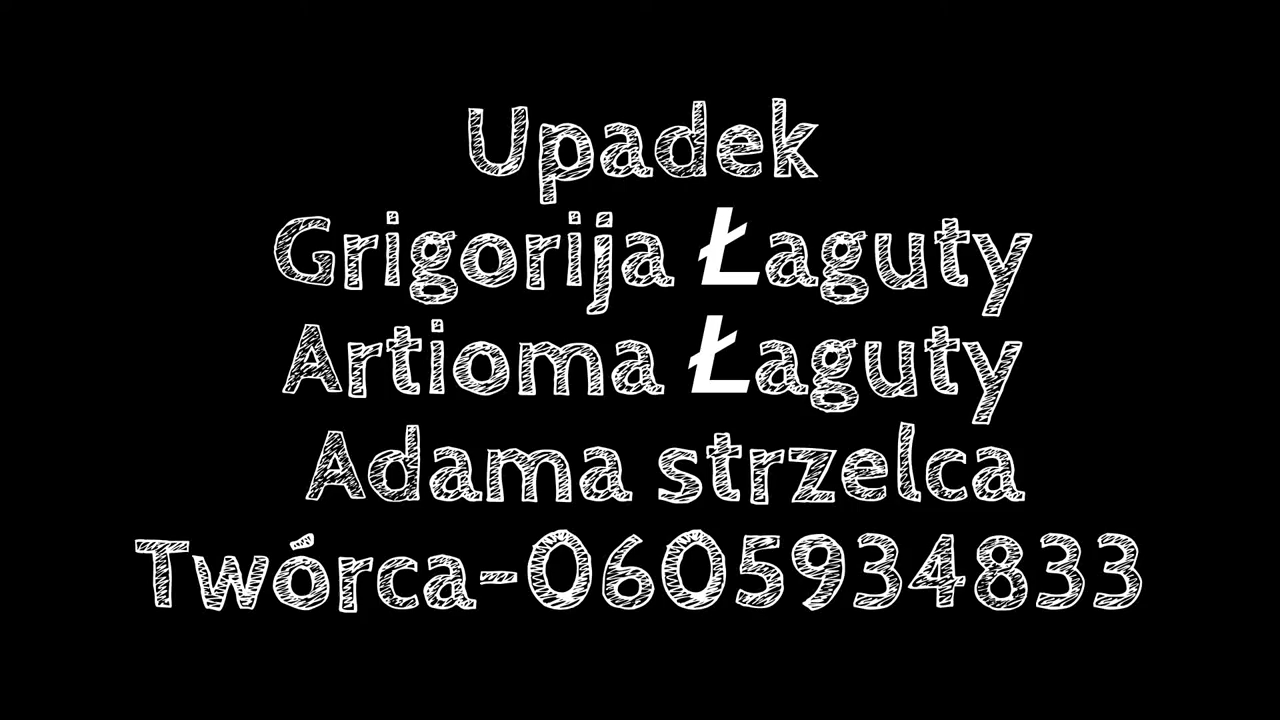 Upadek
Grigorija Łaguty
Artioma Łaguty
Adama strzelca
Twórca-0605934833